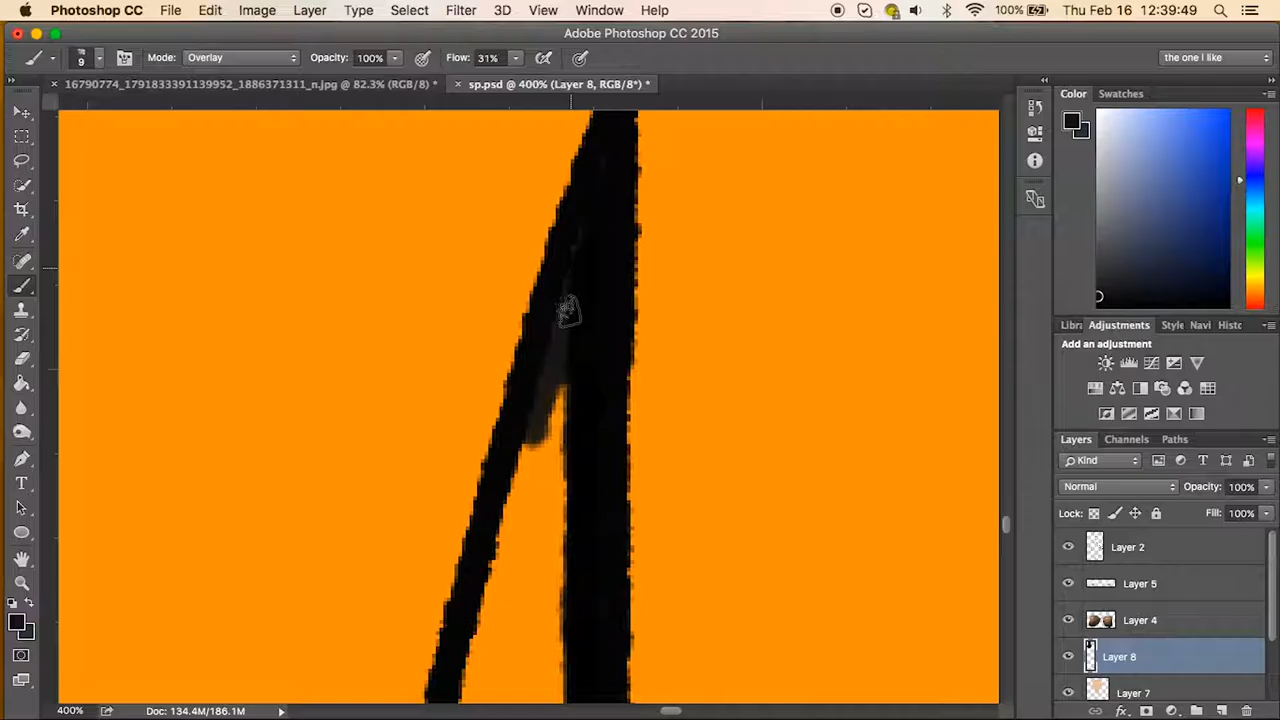 Photoshop CC File Edit Image Layer Type Select Filter 3D View Window Help 100% Thu Feb 16 12:39:49
Adobe Photoshop CC 2015
9 Mode: Overlay Opacity: 100% Flow: 31% the one I like
16790774_1791833391139952_1886371311_n.jpg @ 82.3% (RGB/8) * sp.psd @ 400% (Layer 8, RGB/8*) *
Color Swatches
Libra Adjustments Style Navi Histo
Add an adjustment
Layers Channels Paths
Kind
Normal Opacity: 100%
Lock: Fill: 100%
Layer 2
Layer 5
Layer 4
Layer 8
Layer 7
400% Doc: 134.4M/186.1M